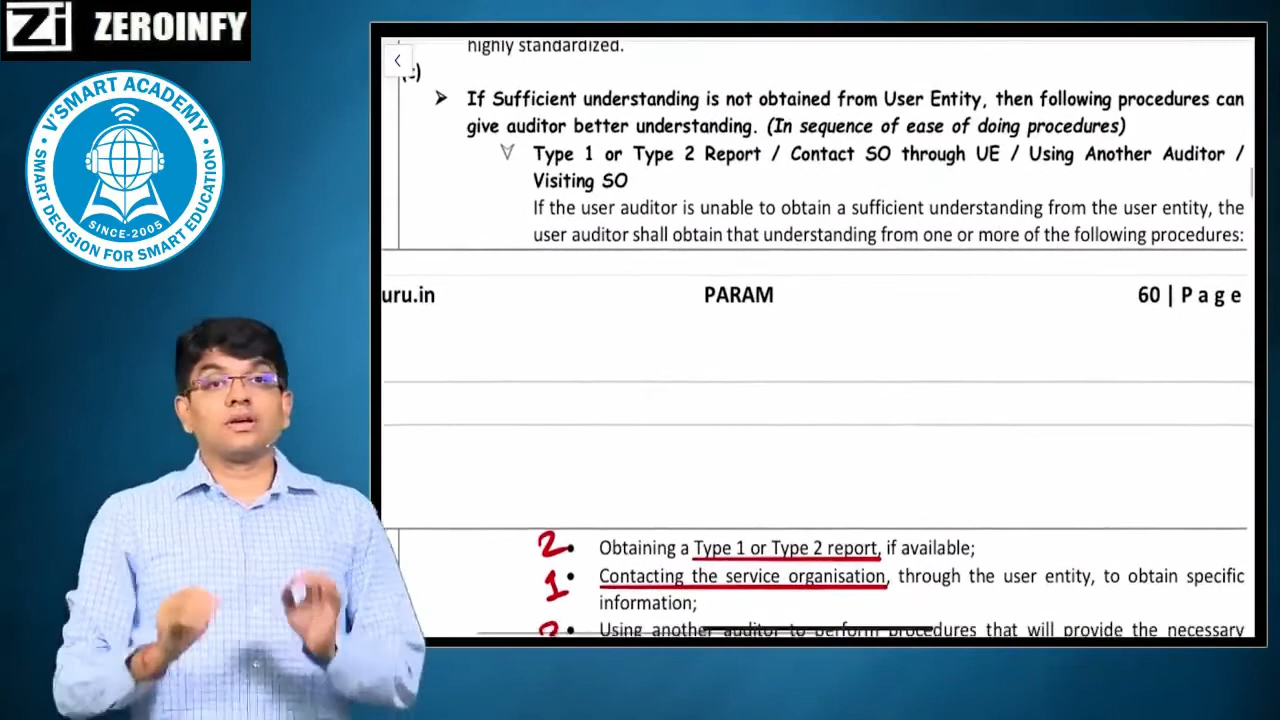 Zi ZEROINFY
V'SMART ACADEMY
SINCE-2005
SMART DECISION FOR SMART EDUCATION
highly standardized.
➤ If Sufficient understanding is not obtained from User Entity, then following procedures can
give auditor better understanding. (In sequence of ease of doing procedures)
Type 1 or Type 2 Report / Contact SO through UE / Using Another Auditor /
Visiting SO
If the user auditor is unable to obtain a sufficient understanding from the user entity, the
user auditor shall obtain that understanding from one or more of the following procedures:
uru.in PARAM 60 | Page
2 • Obtaining a Type 1 or Type 2 report, if available;
1 • Contacting the service organisation, through the user entity, to obtain specific
information;
• Using another auditor to perform procedures that will provide the necessary